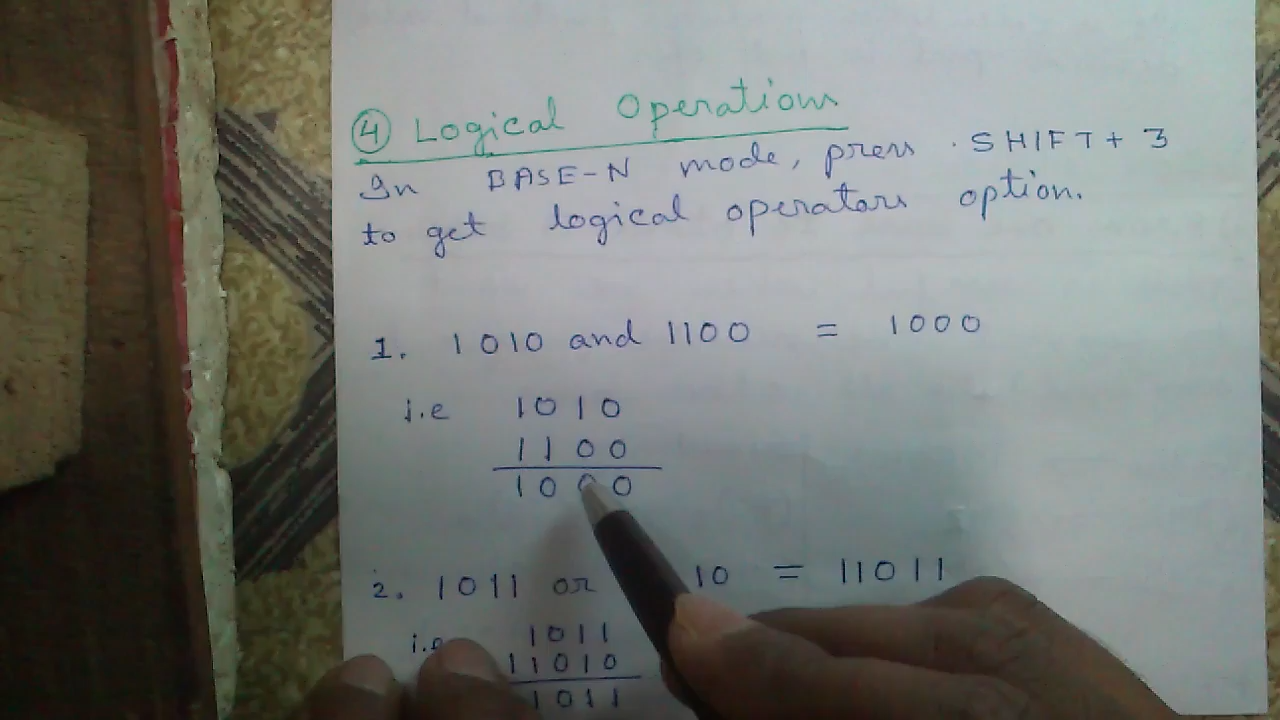 4 Logical Operations
In BASE-N mode, press SHIFT + 3
to get logical operators option.
1. 1010 and 1100 = 1000
i.e 1010
1100
1000
2. 1011 or 10 = 11011
i.e 1011
11010
1011